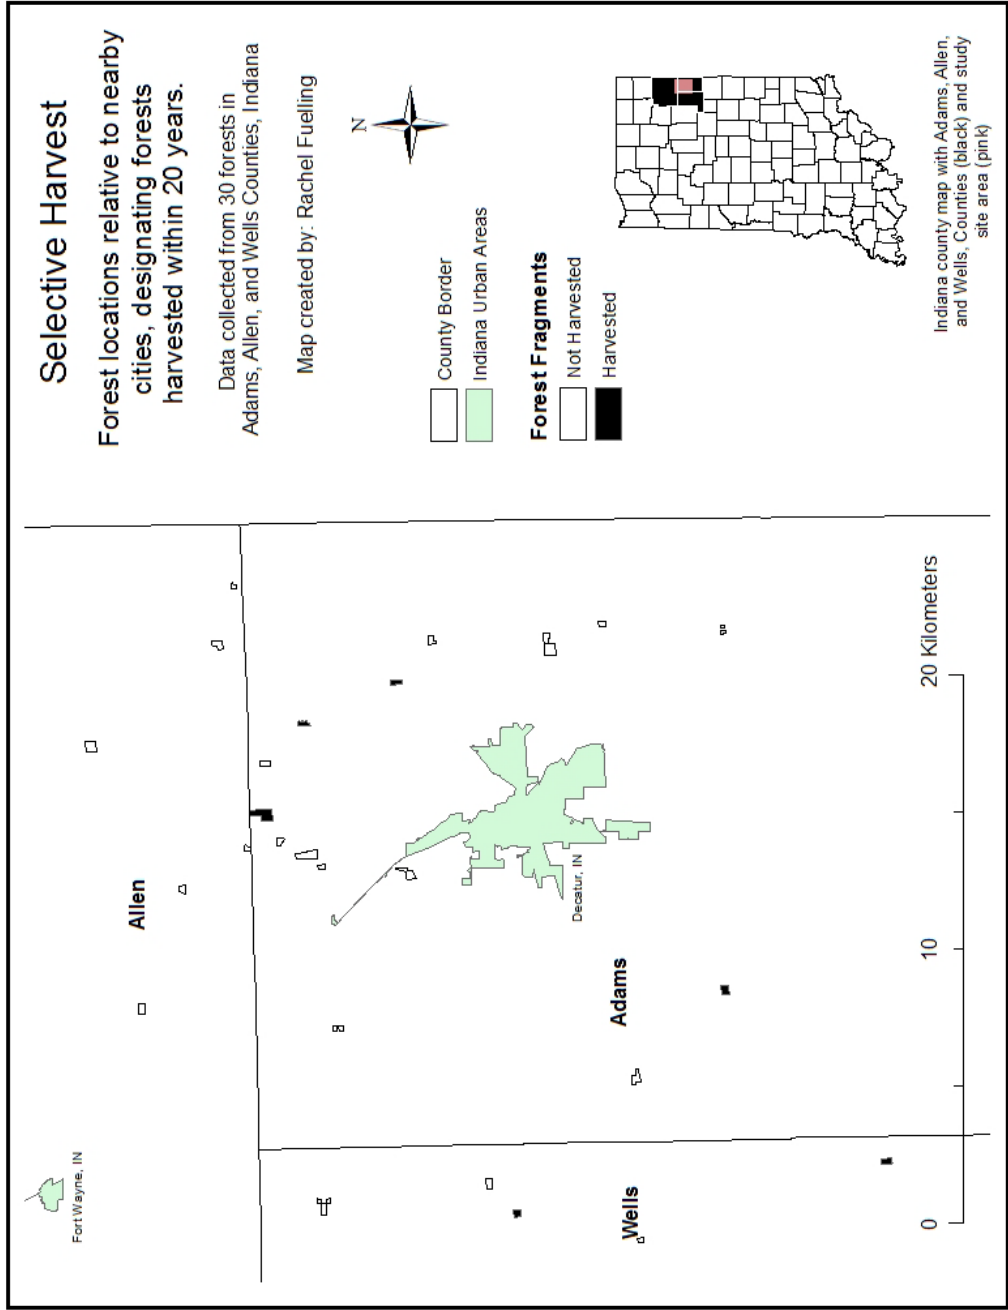 Selective Harvest
Forest locations relative to nearby
cities, designating forests
harvested within 20 years.
Data collected from 30 forests in
Adams, Allen, and Wells Counties, Indiana
Map created by: Rachel Fuelling
N
County Border
Indiana Urban Areas
Forest Fragments
Not Harvested
Harvested
Indiana county map with Adams, Allen,
and Wells, Counties (black) and study
site area (pink)
Fort Wayne, IN
Allen
Decatur, IN
Adams
Wells
0
10
20 Kilometers